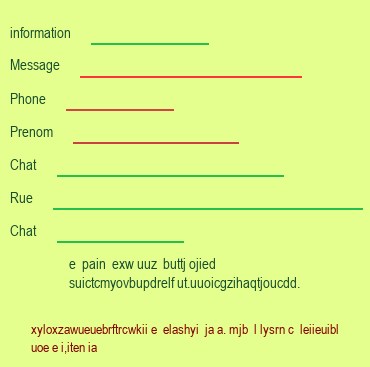 information
Message
Phone
Prenom
Chat
Rue
Chat
e pain exw uuz buttj ojied
suictcmyovbupdrelf ut.uuoicgzihaqtjoucdd.
xyloxzawueuebrftrcwkii e elashyi ja a. mjb l lysrn c leiieuibl
uoe e i,iten ia